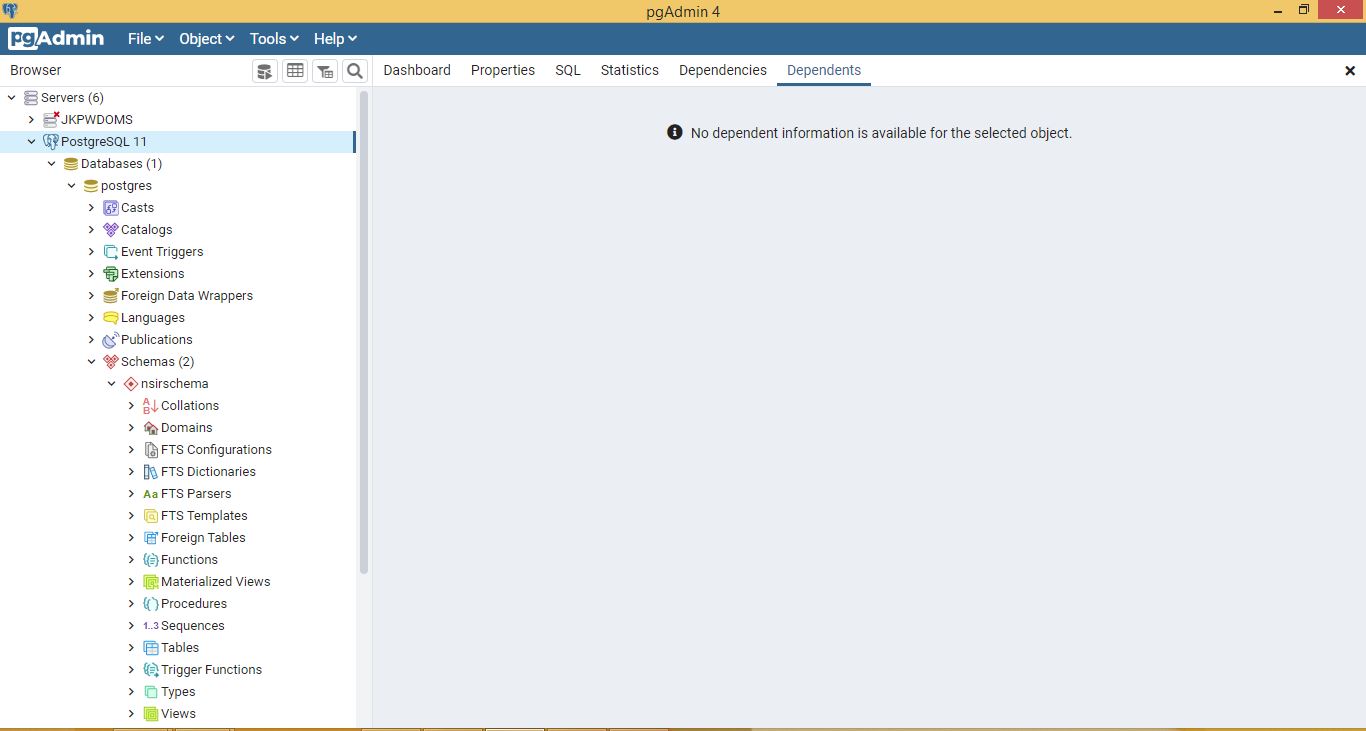 pgAdmin 4
pgAdmin File Object Tools Help
Browser Dashboard Properties SQL Statistics Dependencies Dependents
Servers (6)
JKPWDOMS
No dependent information is available for the selected object.
PostgreSQL 11
Databases (1)
postgres
Casts
Catalogs
Event Triggers
Extensions
Foreign Data Wrappers
Languages
Publications
Schemas (2)
nsirschema
Collations
Domains
FTS Configurations
FTS Dictionaries
Aa FTS Parsers
FTS Templates
Foreign Tables
Functions
Materialized Views
Procedures
1..3 Sequences
Tables
Trigger Functions
Types
Views